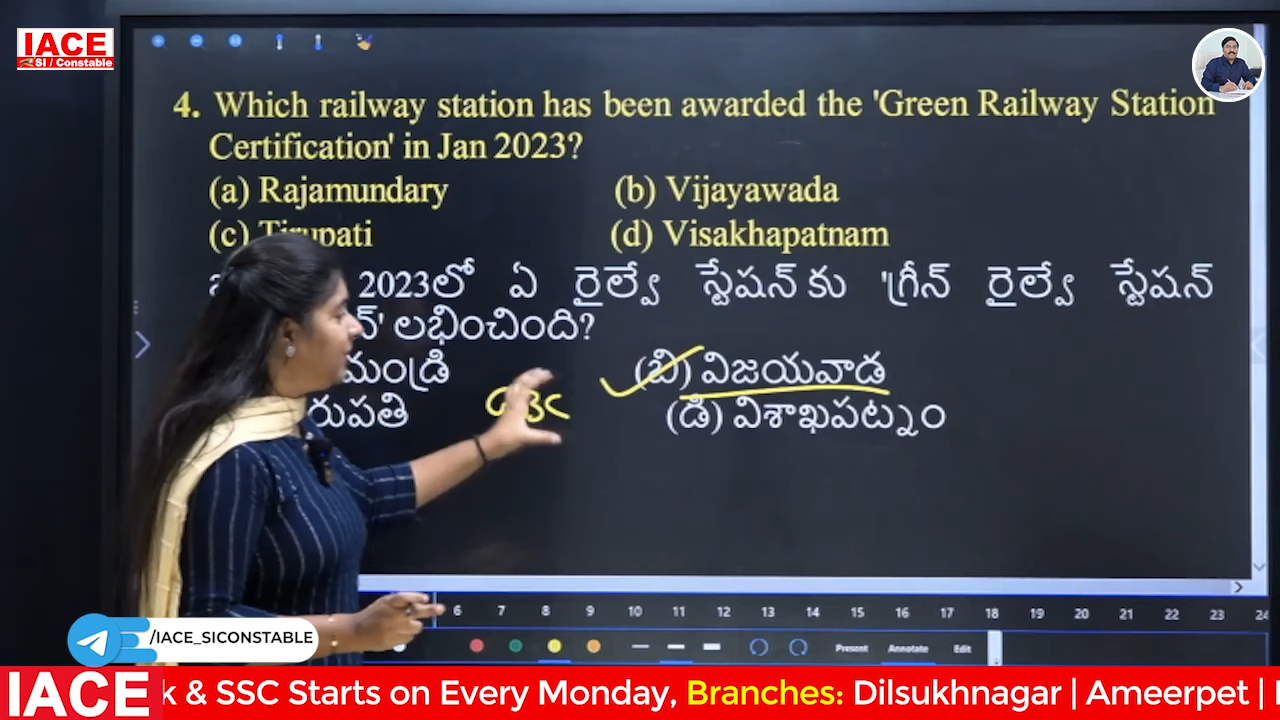 IACE
SI / Constable
4. Which railway station has been awarded the 'Green Railway Station
Certification' in Jan 2023?
(a) Rajamundary (b) Vijayawada
(c) Tirupati (d) Visakhapatnam
2023లో ఏ రైల్వే స్టేషన్ కు 'గ్రీన్ రైల్వే స్టేషన్
లభించింది?
(బి) విజయవాడ
(డి) విశాఖపట్నం
6 7 8 9 10 11 12 13 14 15 16 17 18 19 20 21 22 23 24
Present Annotate Edit
/IACE_SICONSTABLE
IACE k & SSC Starts on Every Monday, Branches: Dilsukhnagar | Ameerpet |